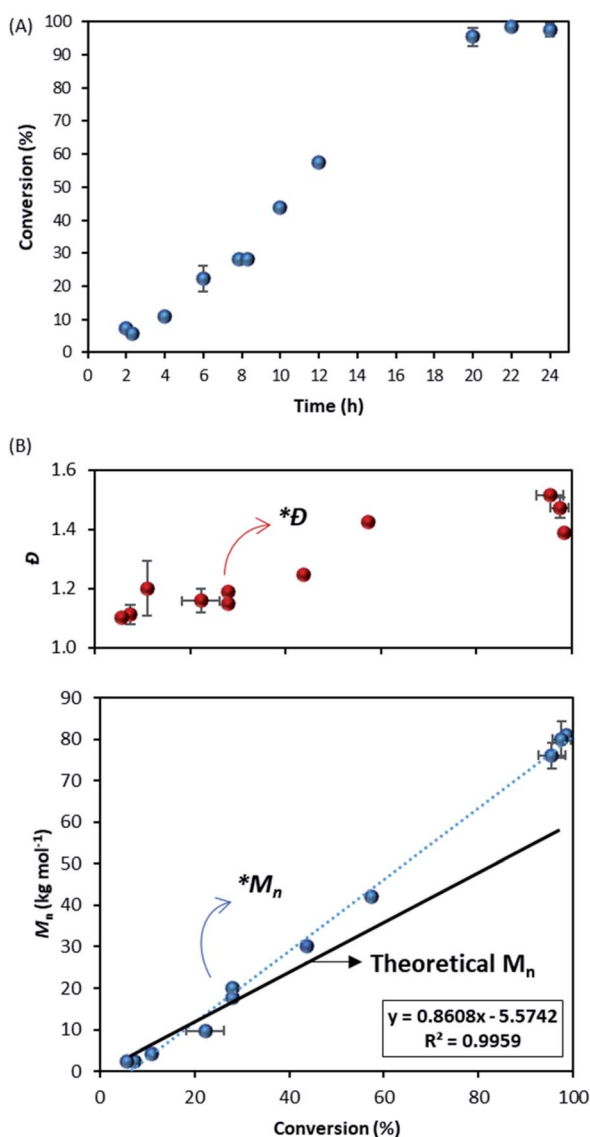 (A)
100
90
80
70
60
50
40
30
20
10
0
Conversion (%)
0 2 4 6 8 10 12 14 16 18 20 22 24
Time (h)
(B)
1.6
1.4
1.2
1.0
Đ
*Đ
90
80
70
60
50
40
30
20
10
0
Mn (kg mol-1)
*Mn
Theoretical Mn
y = 0.8608x - 5.5742
R² = 0.9959
0 20 40 60 80 100
Conversion (%)